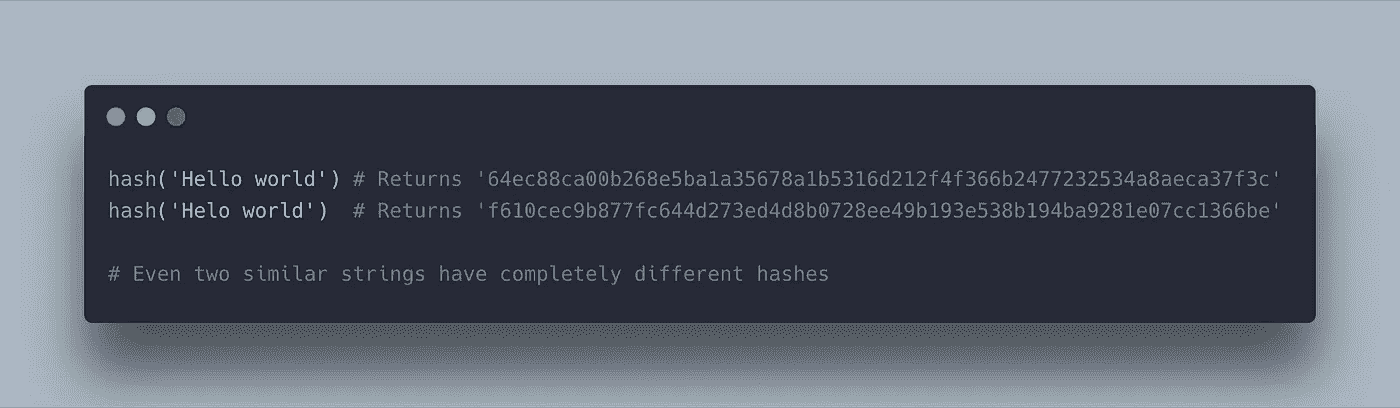 hash('Hello world') # Returns '64ec88ca00b268e5ba1a35678a1b5316d212f4f366b2477232534a8aeca37f3c'
hash('Helo world')  # Returns 'f610cec9b877fc644d273ed4d8b0728ee49b193e538b194ba9281e07cc1366be'
# Even two similar strings have completely different hashes